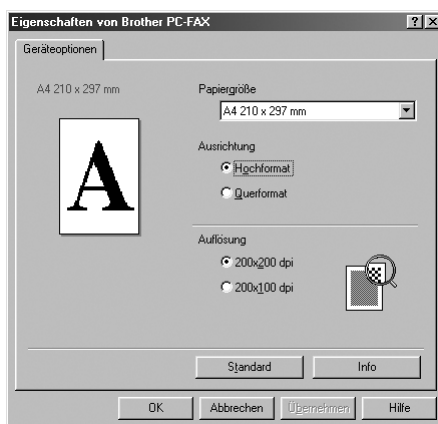 Eigenschaften von Brother PC-FAX
Geräteoptionen
A4 210 x 297 mm
A
Papiergröße
A4 210 x 297 mm
Ausrichtung
Hochformat
Querformat
Auflösung
200x200 dpi
200x100 dpi
Standard
Info
OK
Abbrechen
Übernehmen
Hilfe